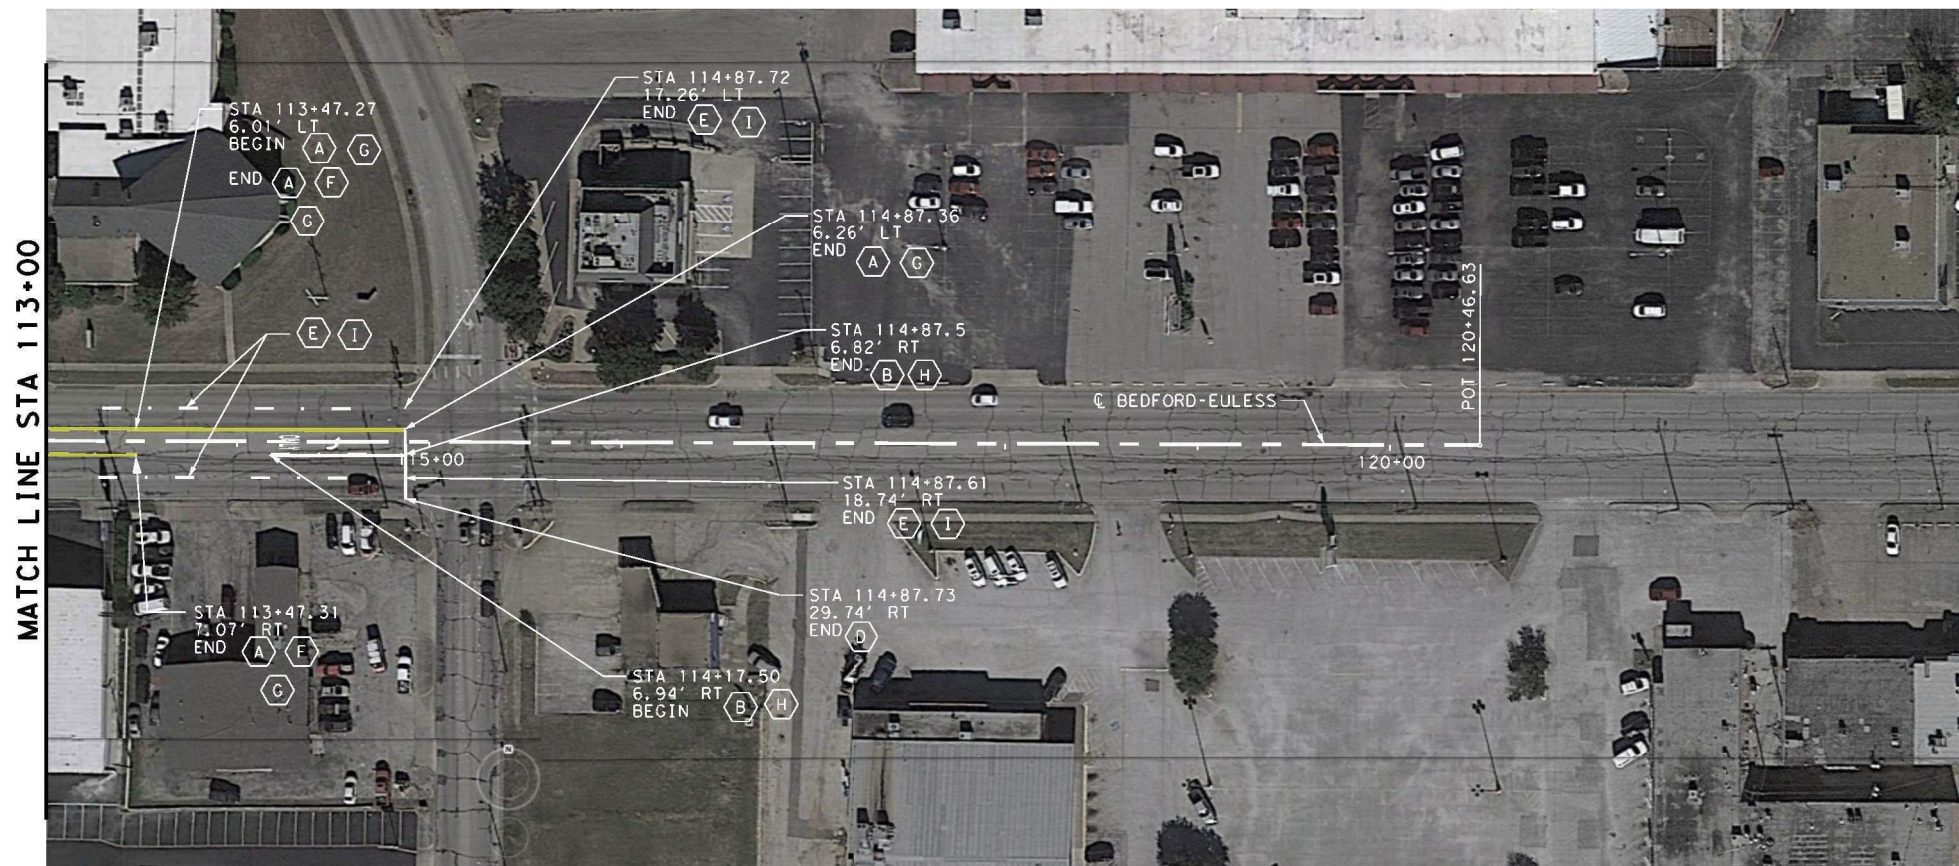 MATCH LINE STA 113+00
STA 113+47.27
6.01' LT
BEGIN A G
END A F
G
STA 114+87.72
17.26' LT
END E I
STA 114+87.36
6.26' LT
END
A G
E I
STA 114+87.5
6.82' RT
END
B H
POT 120+46.63
℄ BEDFORD-EULESS
115+00
120+00
STA 114+87.61
18.74' RT
END E I
STA 114+87.73
29.74' RT
END D
STA 113+47.31
7.07' RT
END A F
G
STA 114+17.50
6.94' RT
BEGIN B H
N